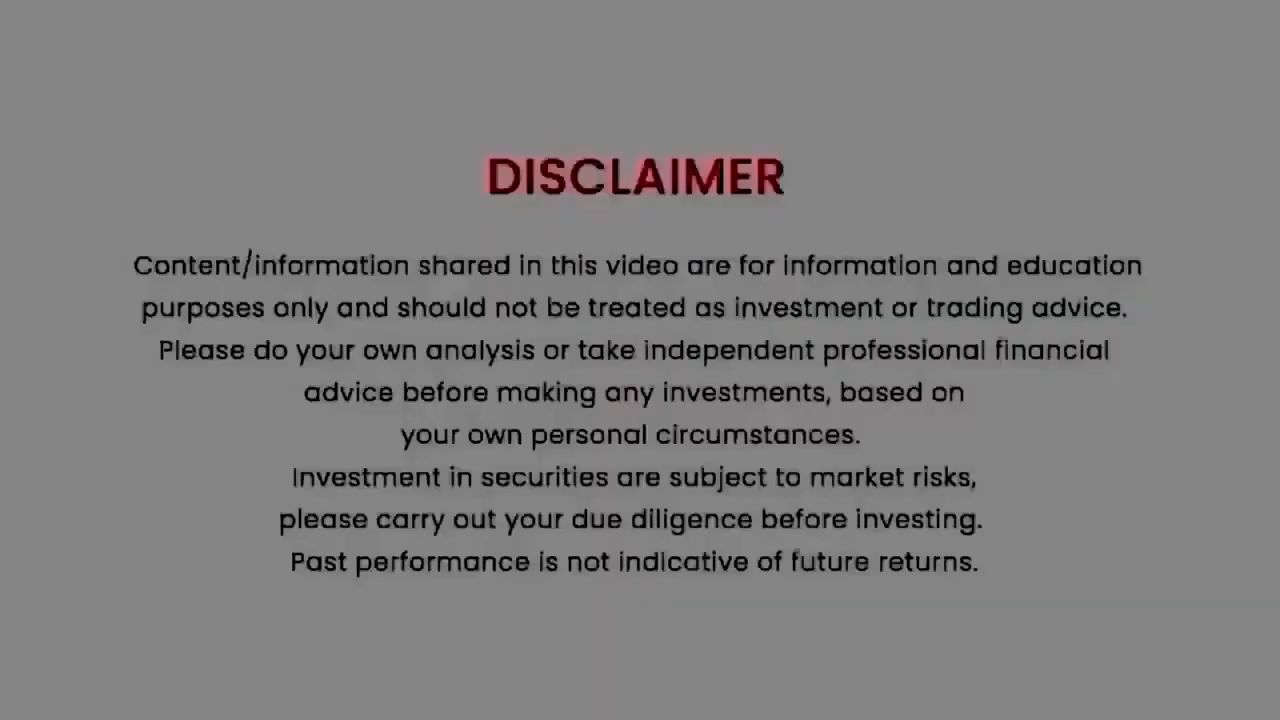 DISCLAIMER
Content/information shared in this video are for information and education
purposes only and should not be treated as investment or trading advice.
Please do your own analysis or take independent professional financial
advice before making any investments, based on
your own personal circumstances.
Investment in securities are subject to market risks,
please carry out your due diligence before investing.
Past performance is not indicative of future returns.